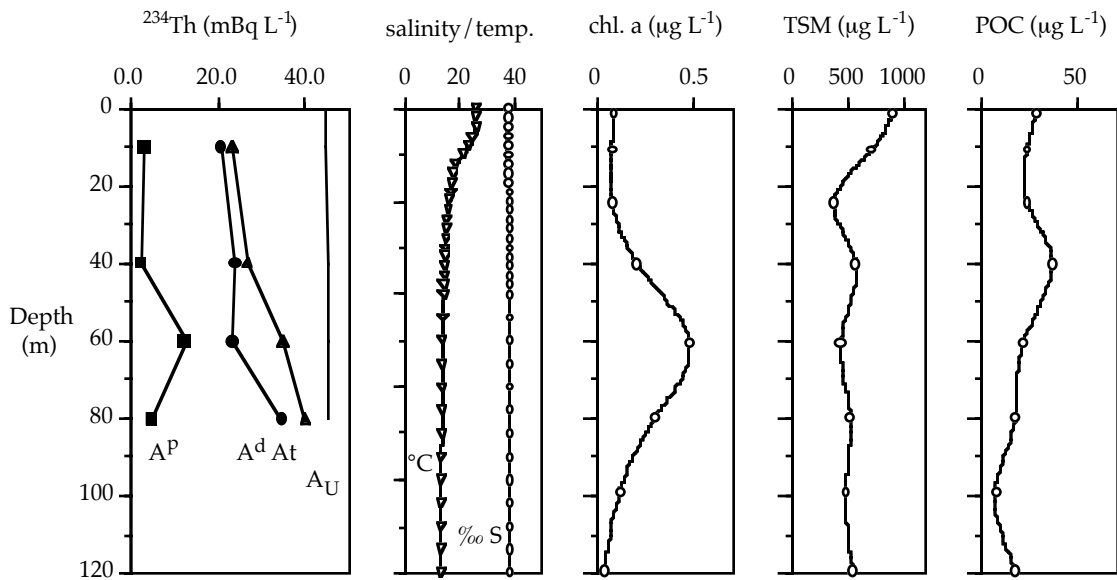 ²³⁴Th (mBq L⁻¹)
salinity/temp.
chl. a (µg L⁻¹)
TSM (µg L⁻¹)
POC (µg L⁻¹)
0.0 20.0 40.0
0 20 40
0 0.5
0 500 1000
0 50
0
20
40
60
80
100
120
Depth
(m)
Aᵖ
Aᵈ
At
A_U
°C
‰ S